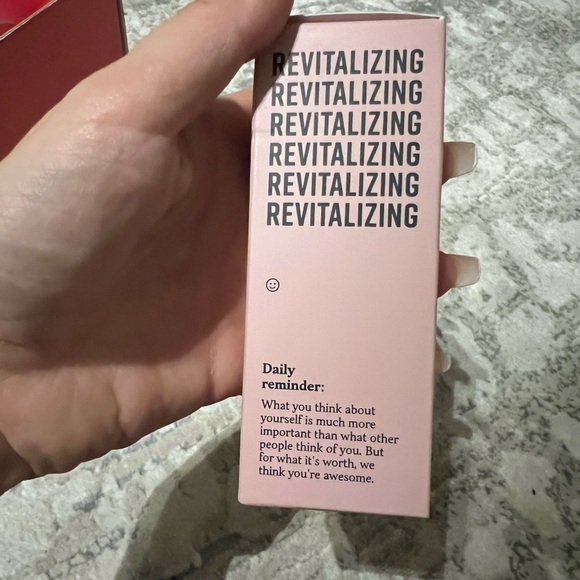 REVITALIZING
REVITALIZING
REVITALIZING
REVITALIZING
REVITALIZING
REVITALIZING
Daily
reminder:
What you think about
yourself is much more
important than what other
people think of you. But
for what it's worth, we
think you're awesome.